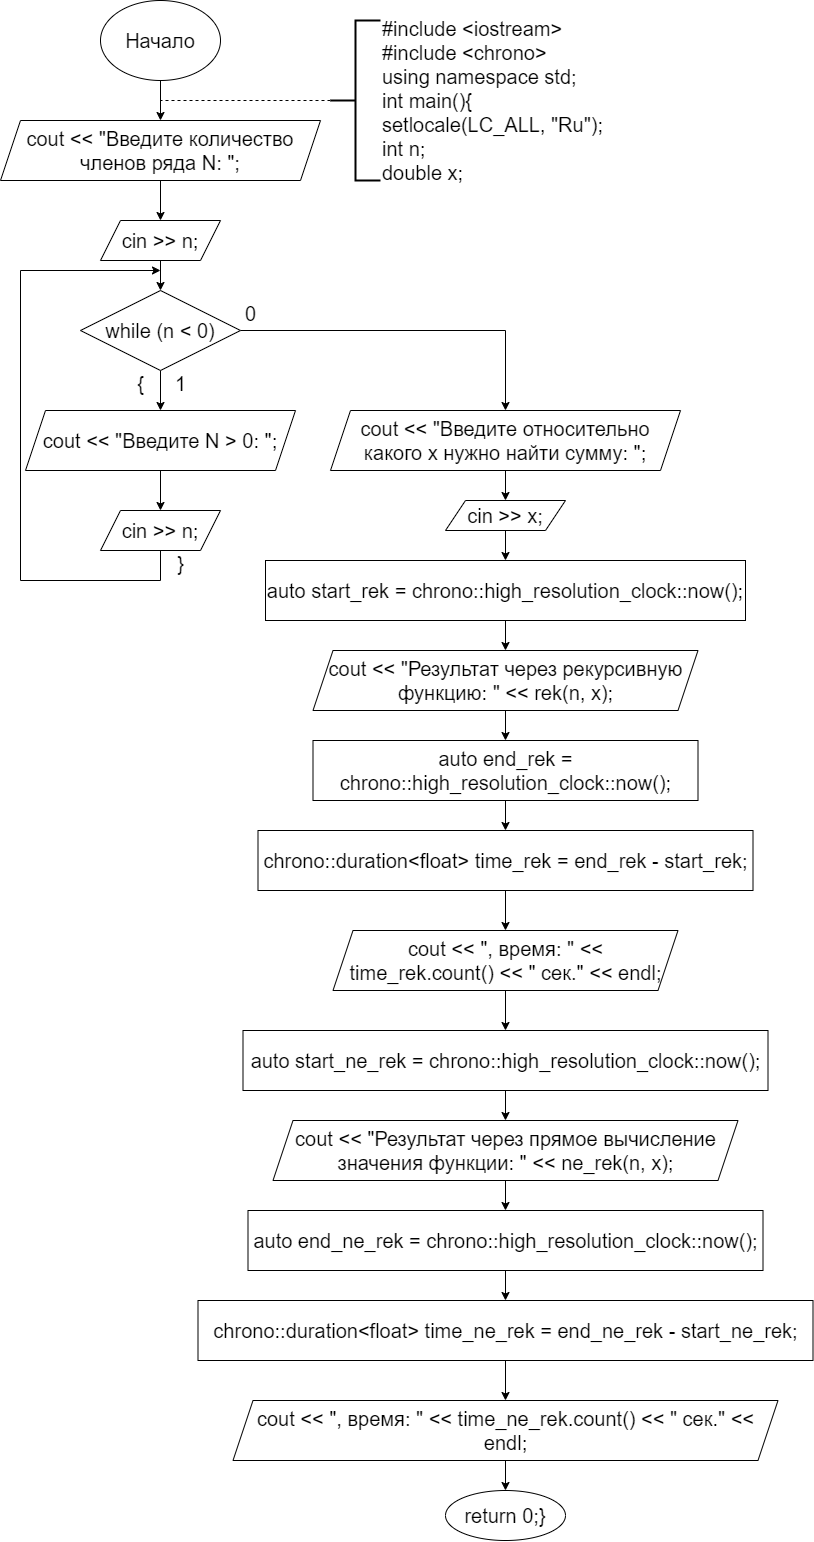 Начало
#include <iostream>
#include <chrono>
using namespace std;
int main(){
setlocale(LC_ALL, "Ru");
int n;
double x;
cout << "Введите количество
членов ряда N: ";
cin >> n;
while (n < 0)
0
{
1
cout << "Введите N > 0: ";
cin >> n;
}
cout << "Введите относительно
какого x нужно найти сумму: ";
cin >> x;
auto start_rek = chrono::high_resolution_clock::now();
cout << "Результат через рекурсивную
функцию: " << rek(n, x);
auto end_rek =
chrono::high_resolution_clock::now();
chrono::duration<float> time_rek = end_rek - start_rek;
cout << ", время: " <<
time_rek.count() << " сек." << endl;
auto start_ne_rek = chrono::high_resolution_clock::now();
cout << "Результат через прямое вычисление
значения функции: " << ne_rek(n, x);
auto end_ne_rek = chrono::high_resolution_clock::now();
chrono::duration<float> time_ne_rek = end_ne_rek - start_ne_rek;
cout << ", время: " << time_ne_rek.count() << " сек." <<
endl;
return 0;}